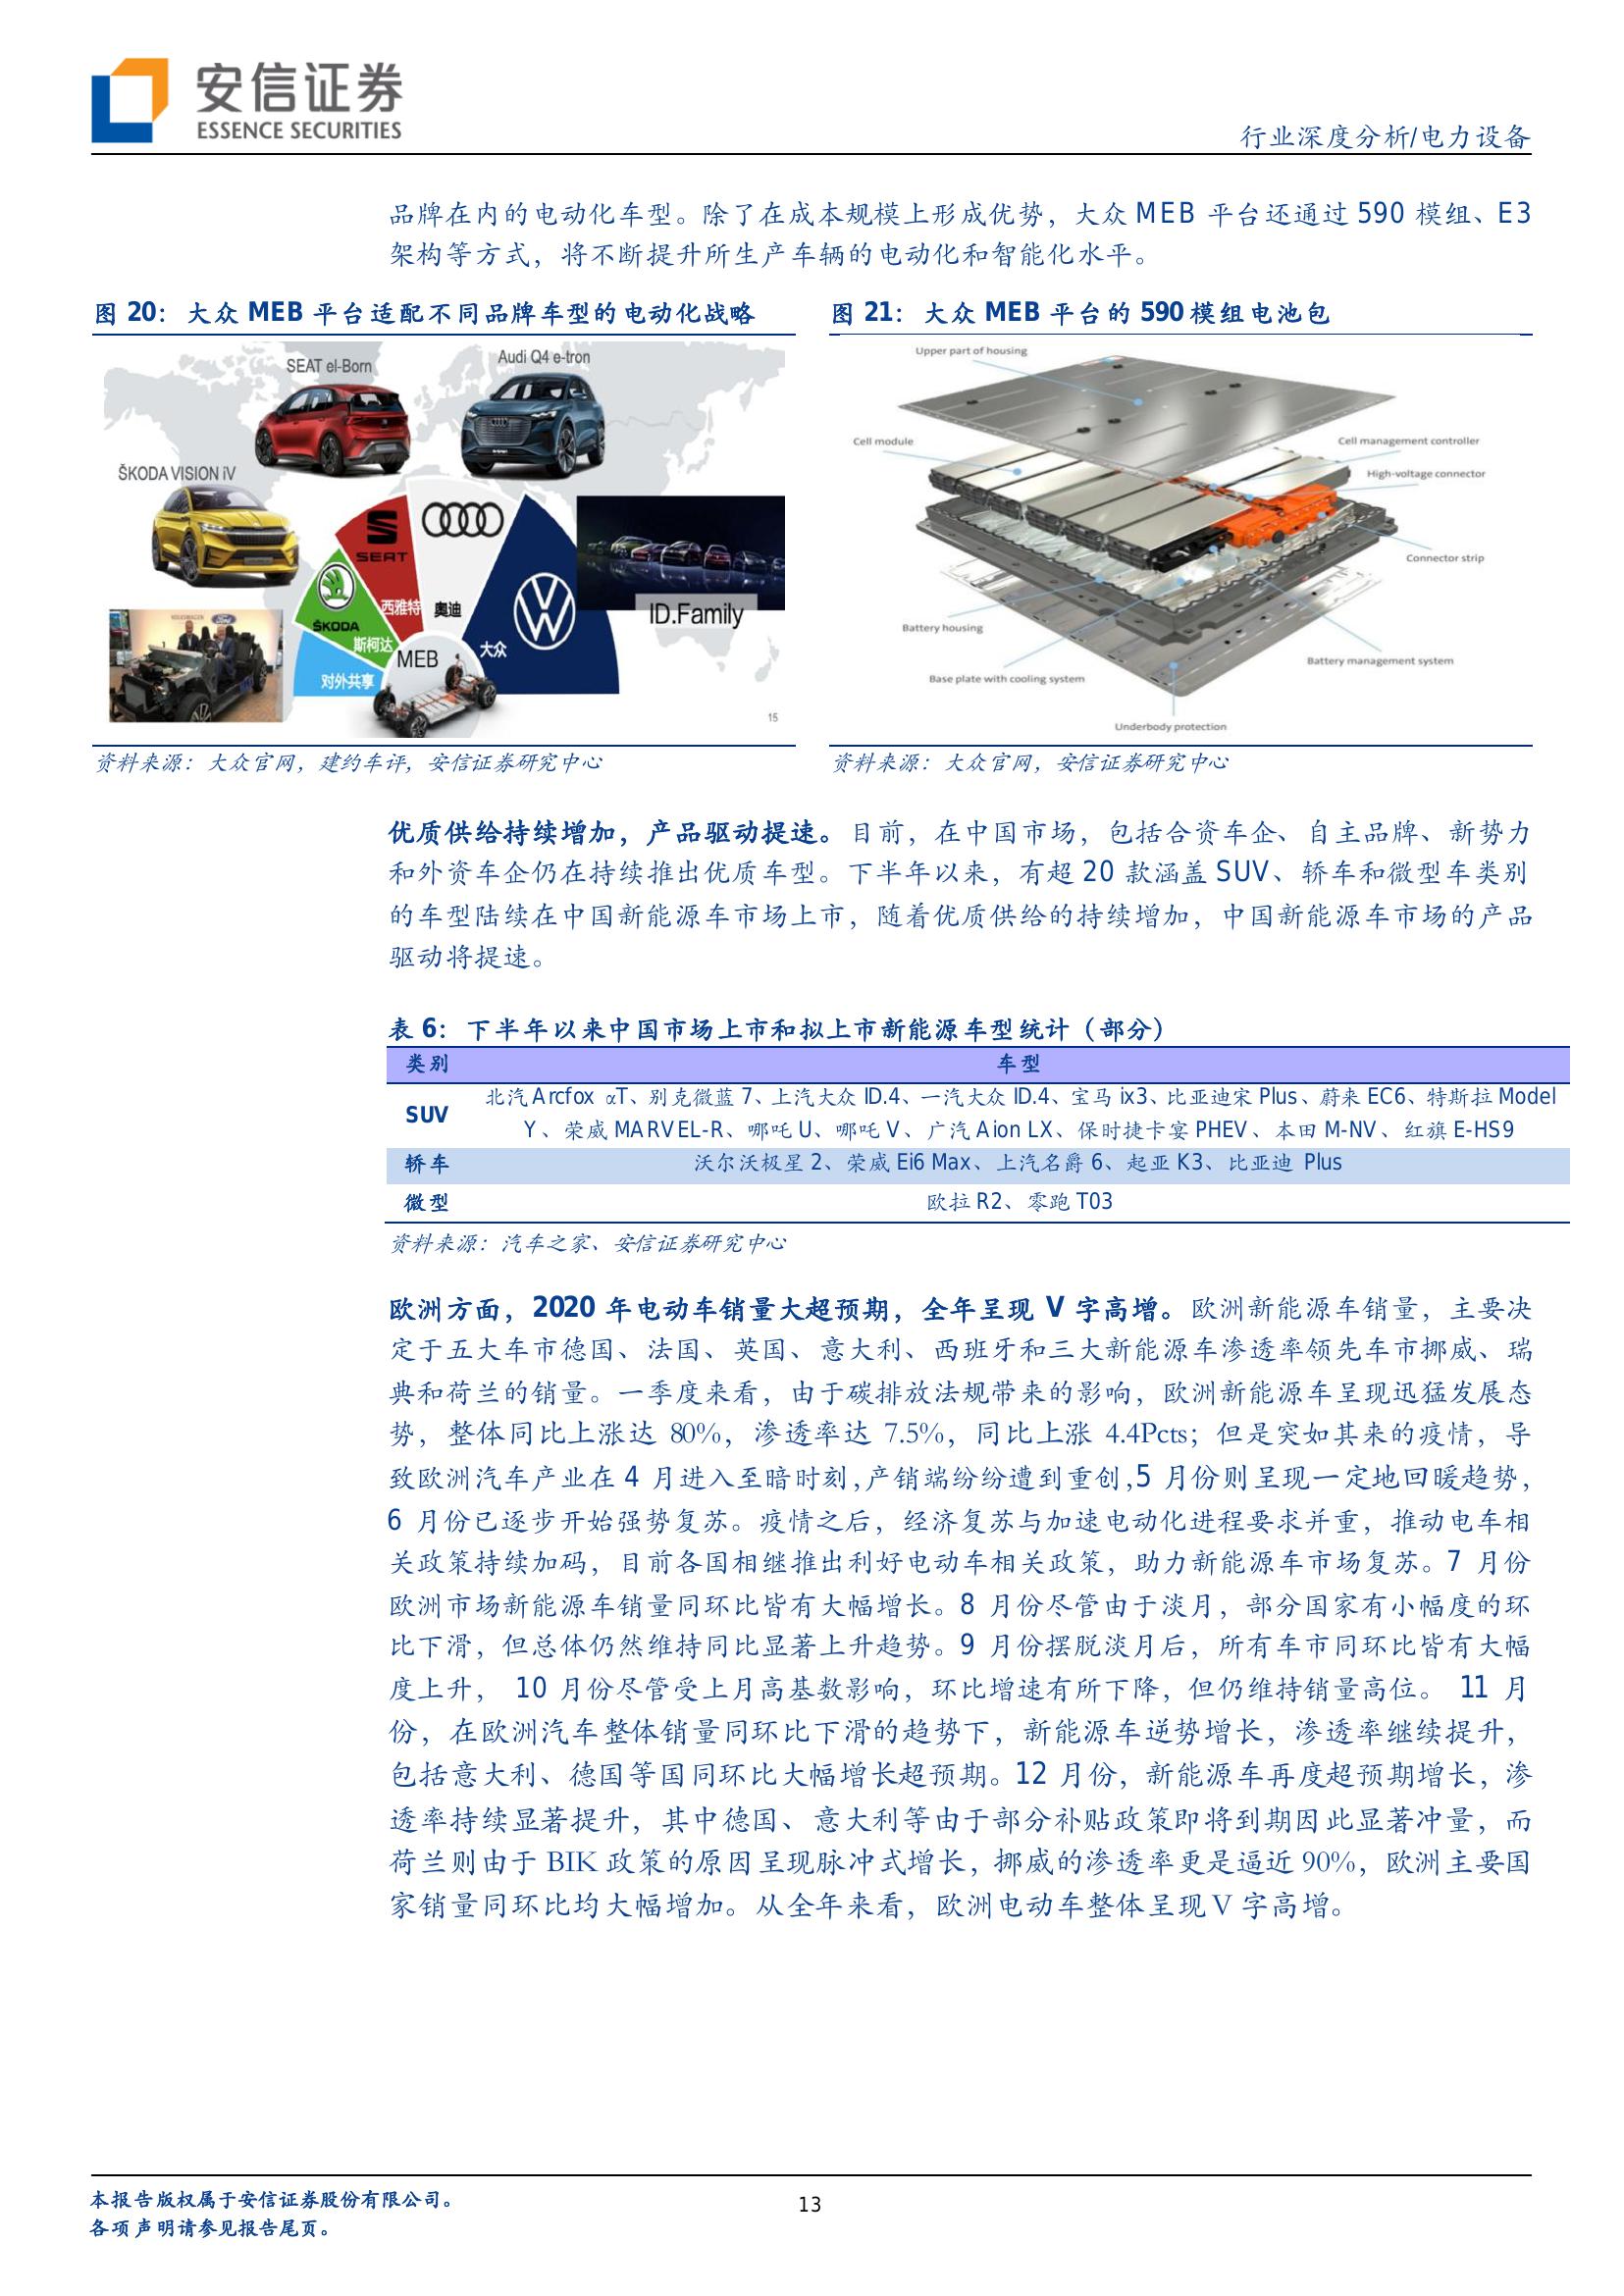 安信证券
ESSENCE SECURITIES
行业深度分析/电力设备
品牌在内的电动化车型。除了在成本规模上形成优势，大众 MEB 平台还通过 590 模组、E3
架构等方式，将不断提升所生产车辆的电动化和智能化水平。
图 20：大众 MEB 平台适配不同品牌车型的电动化战略
SEAT el-Born
Audi Q4 e-tron
ŠKODA VISION iV
SEAT
西雅特
奥迪
ŠKODA
斯柯达
大众
MEB
对外共享
ID.Family
15
资料来源：大众官网，建约车评，安信证券研究中心
图 21：大众 MEB 平台的 590 模组电池包
Upper part of housing
Cell module
Cell management controller
High-voltage connector
Connector strip
Battery housing
Battery management system
Base plate with cooling system
Underbody protection
资料来源：大众官网，安信证券研究中心
优质供给持续增加，产品驱动提速。目前，在中国市场，包括合资车企、自主品牌、新势力
和外资车企仍在持续推出优质车型。下半年以来，有超 20 款涵盖 SUV、轿车和微型车类别
的车型陆续在中国新能源车市场上市，随着优质供给的持续增加，中国新能源车市场的产品
驱动将提速。
表 6：下半年以来中国市场上市和拟上市新能源车型统计（部分）
类别 车型
SUV 北汽 Arcfox αT、别克微蓝 7、上汽大众 ID.4、一汽大众 ID.4、宝马 ix3、比亚迪宋 Plus、蔚来 EC6、特斯拉 Model
Y、荣威 MARVEL-R、哪吒 U、哪吒 V、广汽 Aion LX、保时捷卡宴 PHEV、本田 M-NV、红旗 E-HS9
轿车 沃尔沃极星 2、荣威 Ei6 Max、上汽名爵 6、起亚 K3、比亚迪 Plus
微型 欧拉 R2、零跑 T03
资料来源：汽车之家、安信证券研究中心
欧洲方面，2020 年电动车销量大超预期，全年呈现 V 字高增。欧洲新能源车销量，主要决
定于五大车市德国、法国、英国、意大利、西班牙和三大新能源车渗透率领先车市挪威、瑞
典和荷兰的销量。一季度来看，由于碳排放法规带来的影响，欧洲新能源车呈现迅猛发展态
势，整体同比上涨达 80%，渗透率达 7.5%，同比上涨 4.4Pcts；但是突如其来的疫情，导
致欧洲汽车产业在 4 月进入至暗时刻,产销端纷纷遭到重创,5 月份则呈现一定地回暖趋势，
6 月份已逐步开始强势复苏。疫情之后，经济复苏与加速电动化进程要求并重，推动电车相
关政策持续加码，目前各国相继推出利好电动车相关政策，助力新能源车市场复苏。7 月份
欧洲市场新能源车销量同环比皆有大幅增长。8 月份尽管由于淡月，部分国家有小幅度的环
比下滑，但总体仍然维持同比显著上升趋势。9 月份摆脱淡月后，所有车市同环比皆有大幅
度上升， 10 月份尽管受上月高基数影响，环比增速有所下降，但仍维持销量高位。 11 月
份，在欧洲汽车整体销量同环比下滑的趋势下，新能源车逆势增长，渗透率继续提升，
包括意大利、德国等国同环比大幅增长超预期。12 月份，新能源车再度超预期增长，渗
透率持续显著提升，其中德国、意大利等由于部分补贴政策即将到期因此显著冲量，而
荷兰则由于 BIK 政策的原因呈现脉冲式增长，挪威的渗透率更是逼近 90%，欧洲主要国
家销量同环比均大幅增加。从全年来看，欧洲电动车整体呈现 V 字高增。
本报告版权属于安信证券股份有限公司。
各项声明请参见报告尾页。
13